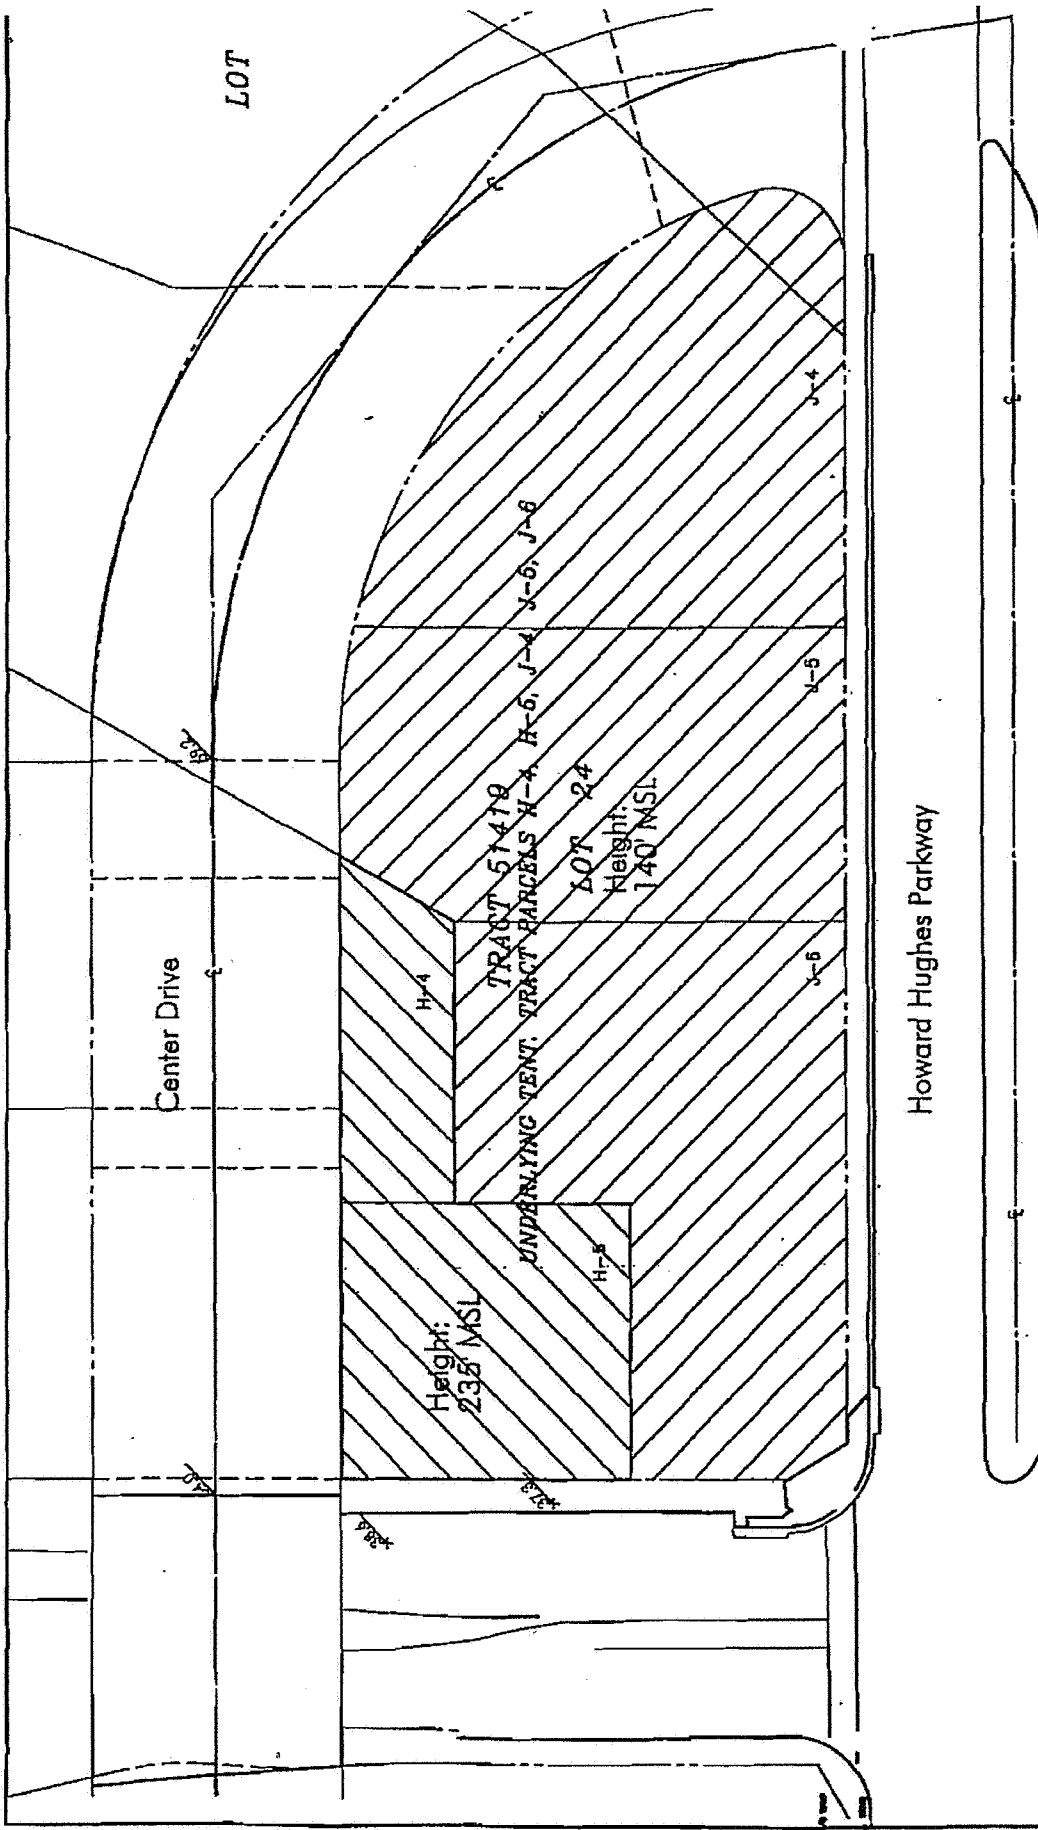 LOT
Center Drive
TRACT 51419
UNDERLYING TENT. TRACT PARCELS H-4, H-5, J-4, J-5, J-6
LOT 24
Height:
140' MSL
Height:
235' MSL
H-4
H-5
J-4
J-5
J-6
Howard Hughes Parkway